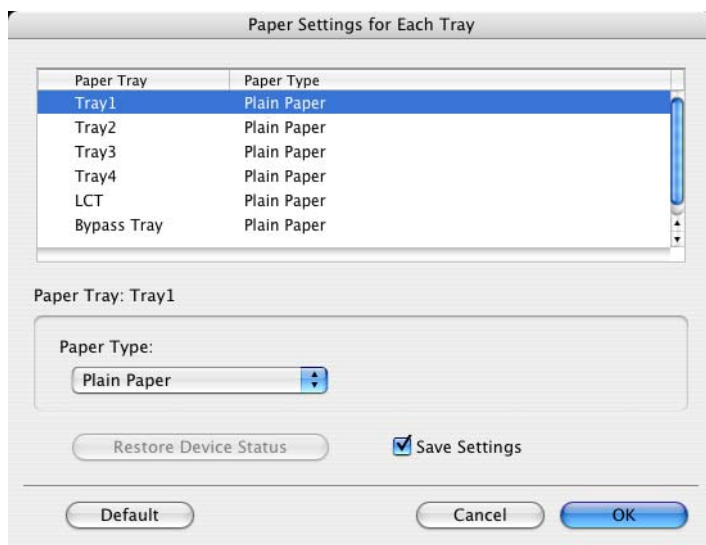 Paper Settings for Each Tray
Paper Tray Paper Type
Tray1 Plain Paper
Tray2 Plain Paper
Tray3 Plain Paper
Tray4 Plain Paper
LCT Plain Paper
Bypass Tray Plain Paper
Paper Tray: Tray1
Paper Type:
Plain Paper
Restore Device Status Save Settings
Default Cancel OK